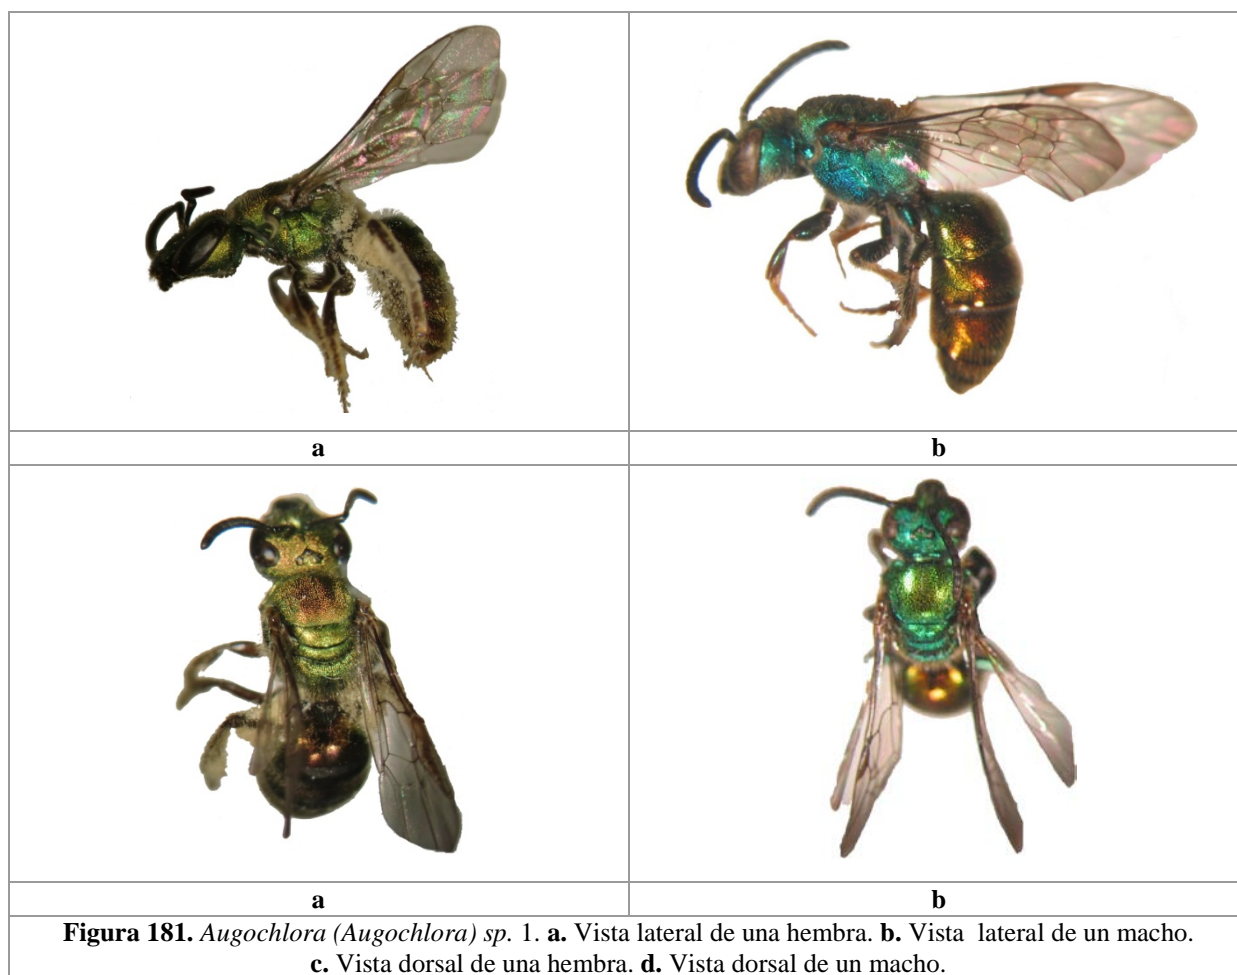 a
b
a
b
Figura 181. Augochlora (Augochlora) sp. 1. a. Vista lateral de una hembra. b. Vista lateral de un macho.
c. Vista dorsal de una hembra. d. Vista dorsal de un macho.